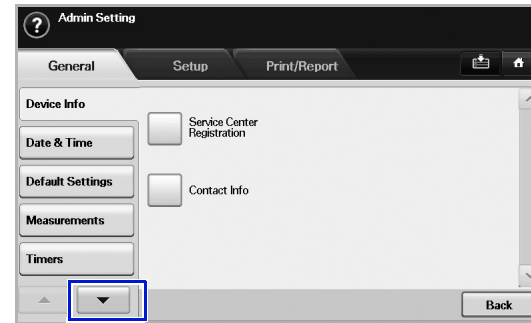 ? Admin Setting
General Setup Print/Report
Device Info
Date & Time
Default Settings
Measurements
Timers
Service Center
Registration
Contact Info
Back